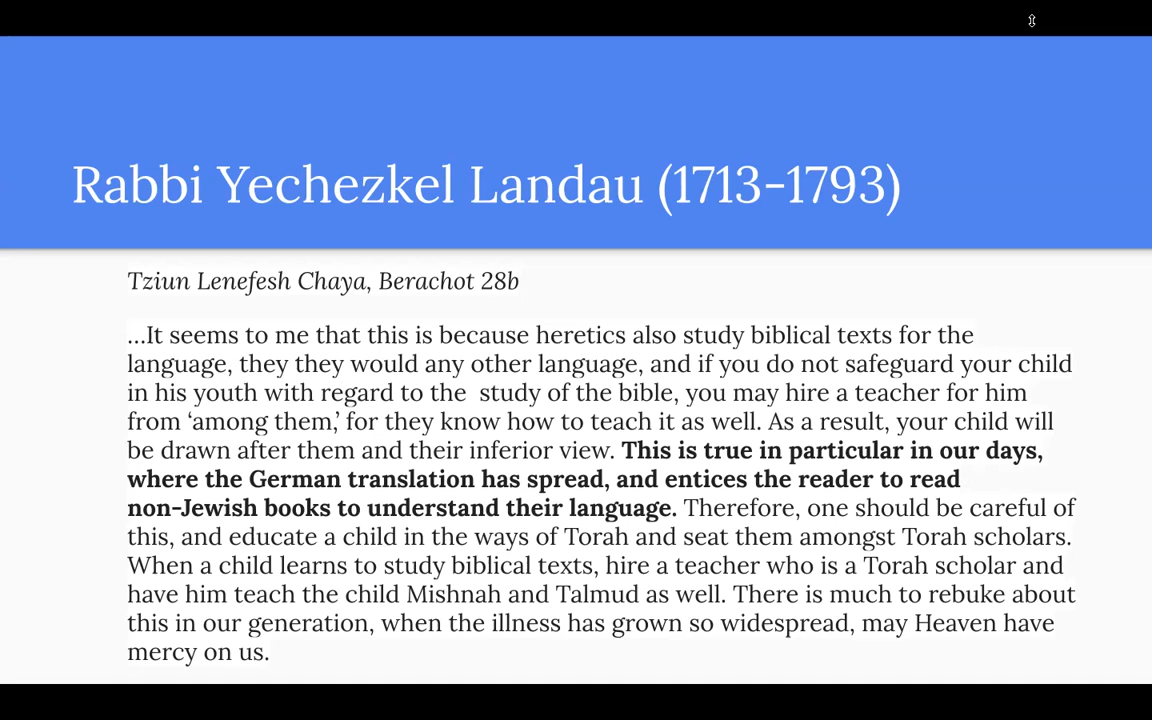 Rabbi Yechezkel Landau (1713-1793)
Tziun Lenefesh Chaya, Berachot 28b
...It seems to me that this is because heretics also study biblical texts for the
language, they they would any other language, and if you do not safeguard your child
in his youth with regard to the  study of the bible, you may hire a teacher for him
from ‘among them,’ for they know how to teach it as well. As a result, your child will
be drawn after them and their inferior view. This is true in particular in our days,
where the German translation has spread, and entices the reader to read
non-Jewish books to understand their language. Therefore, one should be careful of
this, and educate a child in the ways of Torah and seat them amongst Torah scholars.
When a child learns to study biblical texts, hire a teacher who is a Torah scholar and
have him teach the child Mishnah and Talmud as well. There is much to rebuke about
this in our generation, when the illness has grown so widespread, may Heaven have
mercy on us.